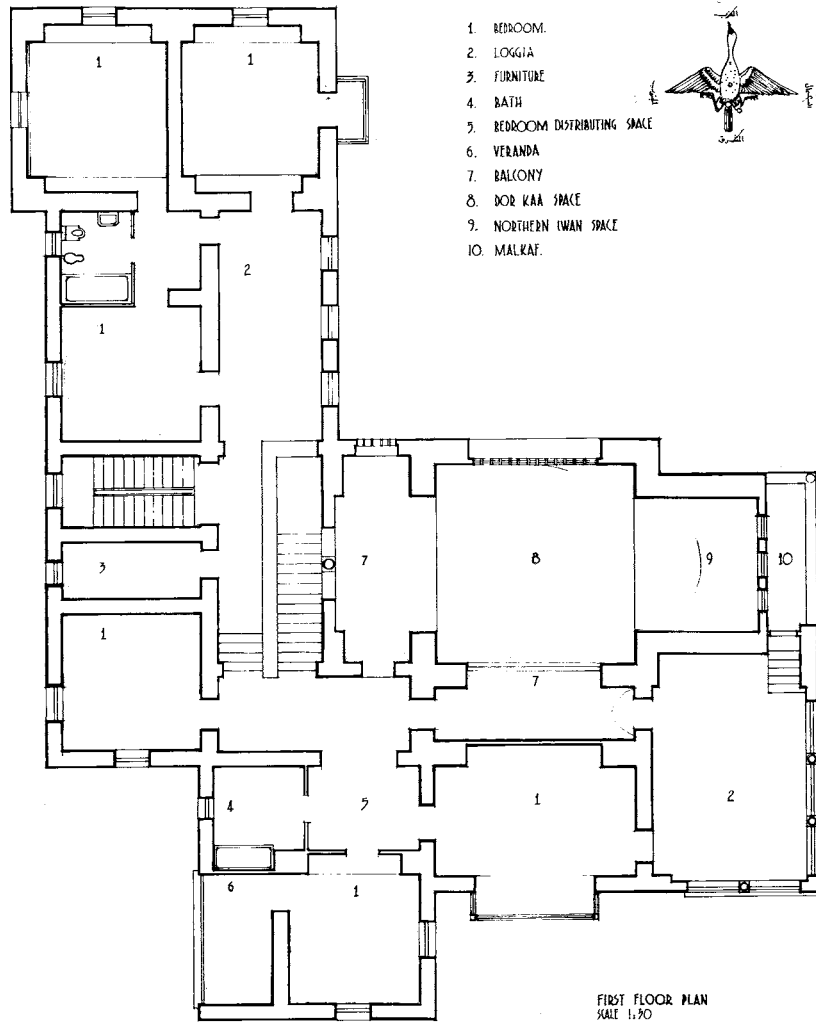 1. BEDROOM.
2. LOGGIA
3. FURNITURE
4. BATH
5. BEDROOM DISTRIBUTING SPACE
6. VERANDA
7. BALCONY
8. DOR KAA SPACE
9. NORTHERN IWAN SPACE
10. MALKAF.
1
1
2
1
3
7
8
9
10
1
7
4
5
1
2
6
1
FIRST FLOOR PLAN
SCALE 1:50